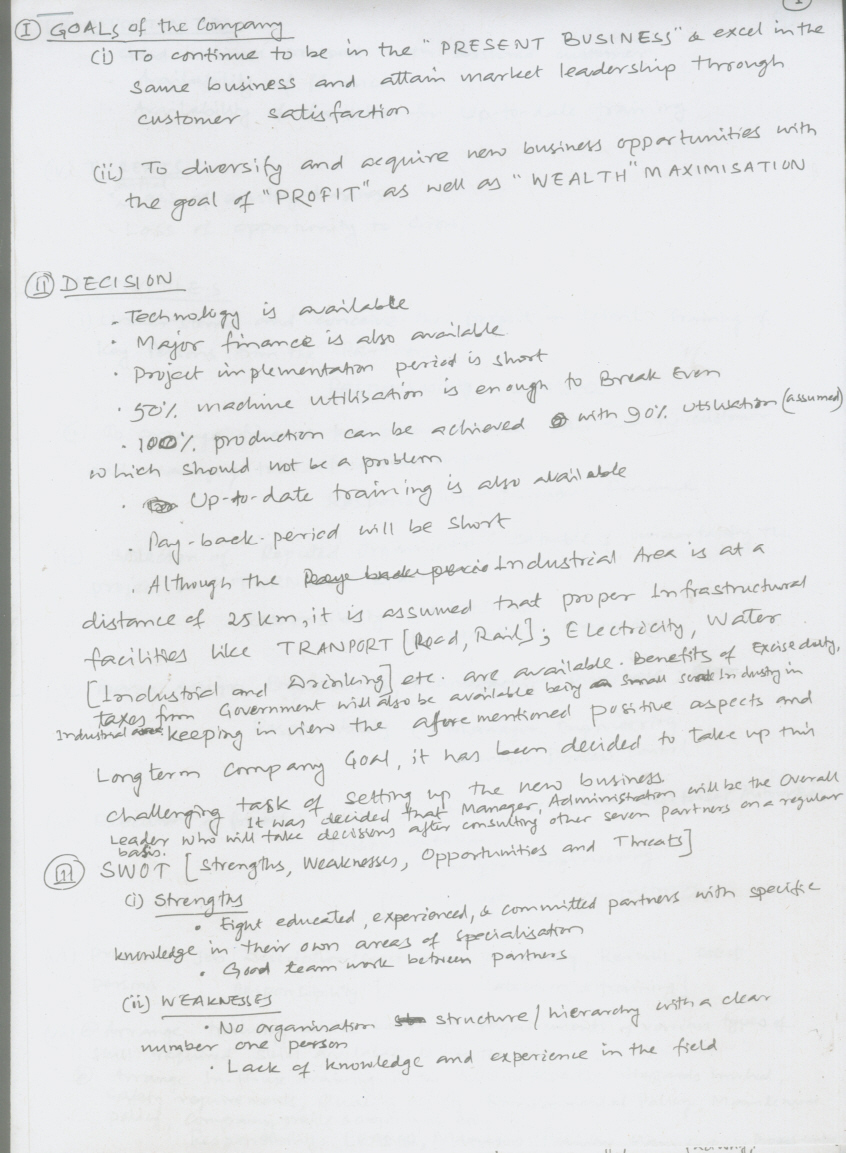 1
I GOALS of the Company
(i) To continue to be in the "PRESENT BUSINESS" & excel in the
same business and attain market leadership through
customer satisfaction
(ii) To diversify and acquire new business opportunities with
the goal of "PROFIT" as well as "WEALTH" MAXIMISATION
II DECISION
- Technology is available
· Major finance is also available
· Project implementation period is short
· 50% machine utilisation is enough to Break Even
· 100% production can be achieved with 90% utilisation (assumed)
which should not be a problem
· Up-to-date training is also available
· Pay-back-period will be short
· Although the Industrial Area is at a
distance of 25 km, it is assumed that proper Infrastructural
facilities like TRANPORT [Road, Rail]; Electricity, Water
[Industrial and Drinking] etc. are available. Benefits of Excise duty,
taxes from Government will also be available being small Industry in
Industrial keeping in view the afore mentioned positive aspects and
Long term Company Goal, it has been decided to take up this
challenging task of setting up the new business.
It was decided that Manager, Administration will be the Overall
Leader who will take decisions after consulting other seven partners on a regular
basis.
III SWOT [Strengths, Weaknesses, Opportunities and Threats]
(i) Strengths
· Eight educated, experienced, & committed partners with specific
knowledge in their own areas of specialisation
· Good team work between partners
(ii) WEAKNESSES
· No organisation structure/hierarchy with a clear
number one person
· Lack of knowledge and experience in the field